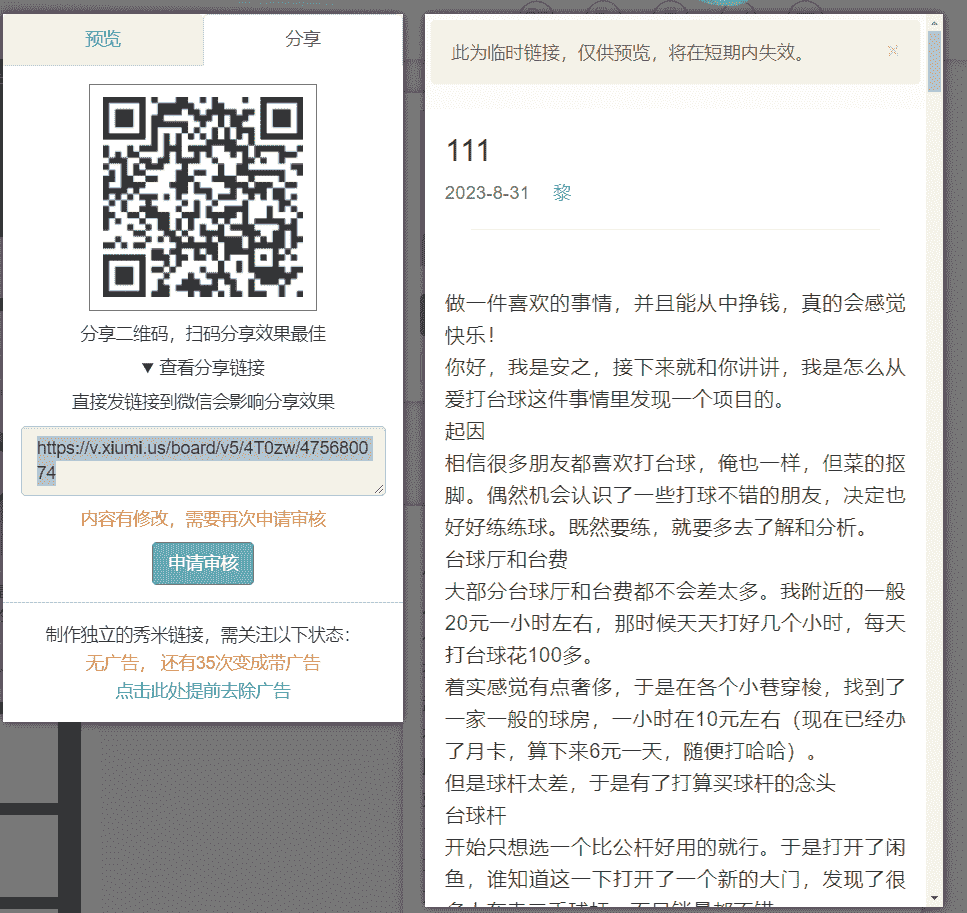 预览
分享
分享二维码，扫码分享效果最佳
▼ 查看分享链接
直接发链接到微信会影响分享效果
https://v.xiumi.us/board/v5/4T0zw/4756800
74
内容有修改，需要再次申请审核
申请审核
制作独立的秀米链接，需关注以下状态：
无广告， 还有35次变成带广告
点击此处提前去除广告
此为临时链接，仅供预览，将在短期内失效。
×
111
2023-8-31 黎
做一件喜欢的事情，并且能从中挣钱，真的会感觉
快乐！
你好，我是安之，接下来就和你讲讲，我是怎么从
爱打台球这件事情里发现一个项目的。
起因
相信很多朋友都喜欢打台球，俺也一样，但菜的抠
脚。偶然机会认识了一些打球不错的朋友，决定也
好好练练球。既然要练，就要多去了解和分析。
台球厅和台费
大部分台球厅和台费都不会差太多。我附近的一般
20元一小时左右，那时候天天打好几个小时，每天
打台球花100多。
着实感觉有点奢侈，于是在各个小巷穿梭，找到了
一家一般的球房，一小时在10元左右（现在已经办
了月卡，算下来6元一天，随便打哈哈）。
但是球杆太差，于是有了打算买球杆的念头
台球杆
开始只想选一个比公杆好用的就行。于是打开了闲
鱼，谁知道这一下打开了一个新的大门，发现了很